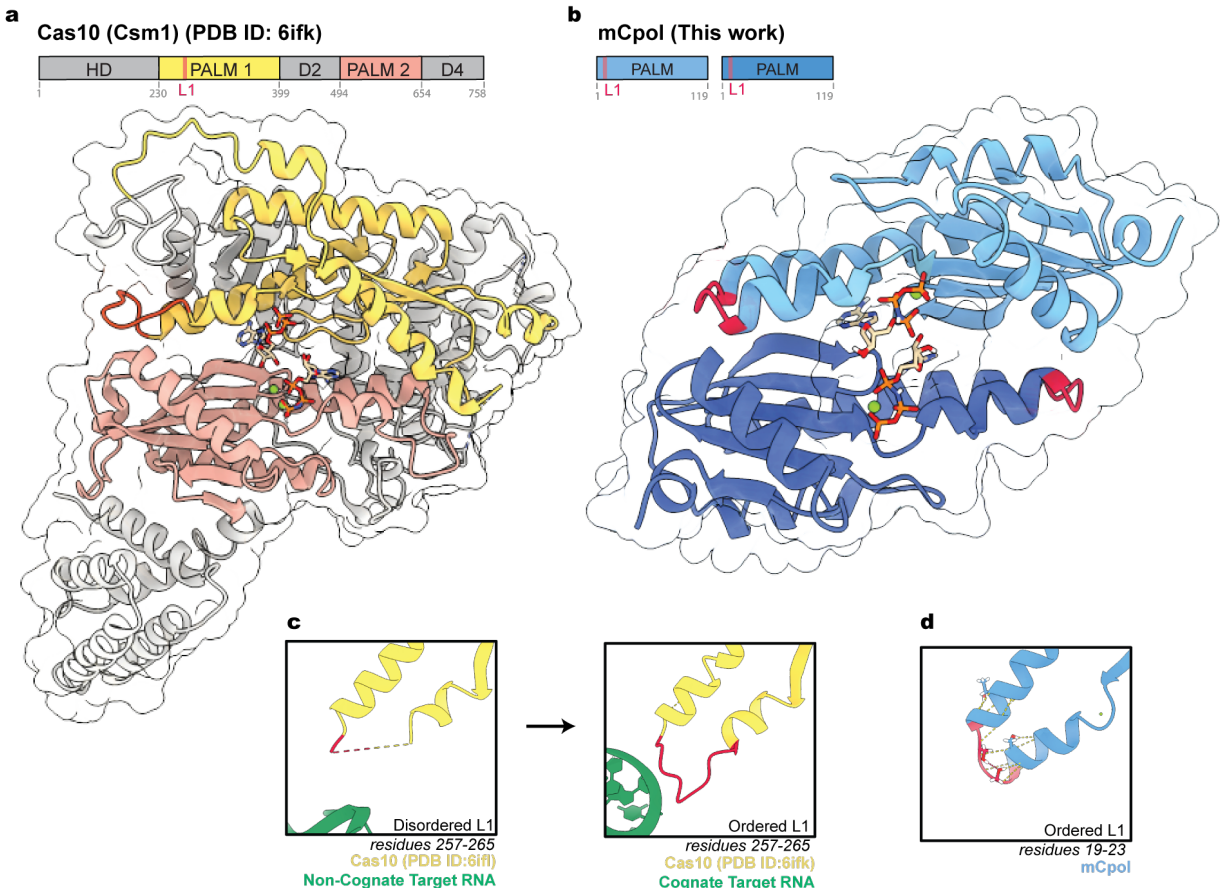 a
Cas10 (Csm1) (PDB ID: 6ifk)
HD PALM 1 D2 PALM 2 D4
1 230 L1 399 494 654 758
b
mCpol (This work)
PALM PALM
1 L1 119 1 L1 119
c
Disordered L1
residues 257-265
Cas10 (PDB ID:6ifl)
Non-Cognate Target RNA
Ordered L1
residues 257-265
Cas10 (PDB ID:6ifk)
Cognate Target RNA
d
Ordered L1
residues 19-23
mCpol